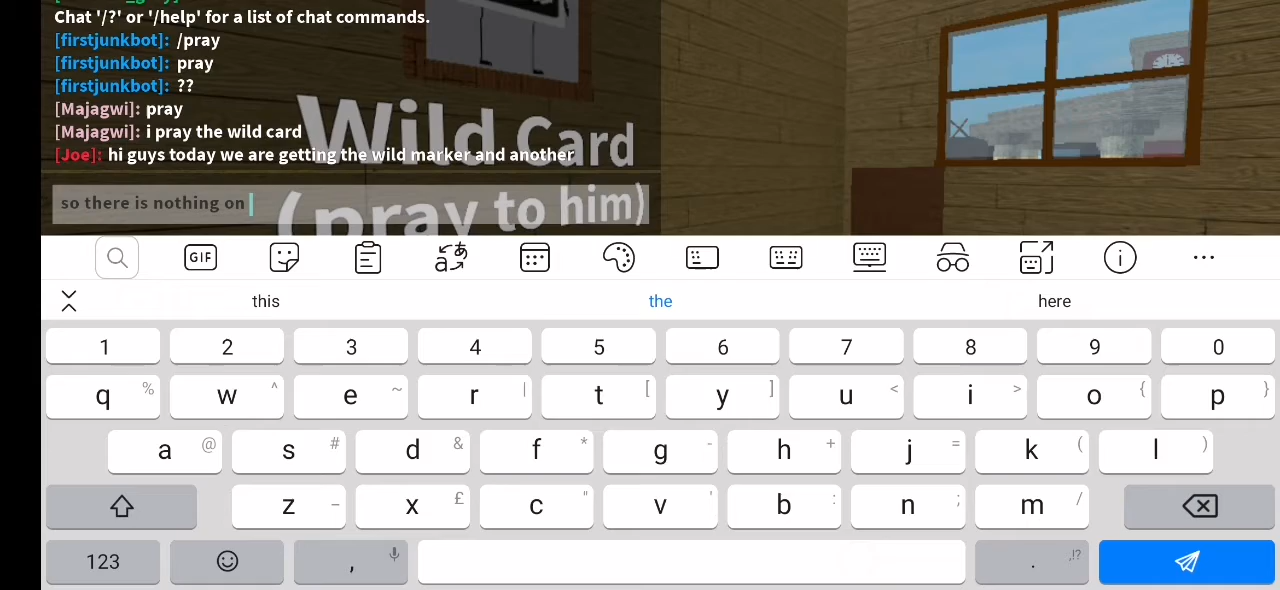 Chat '/?' or '/help' for a list of chat commands.
[firstjunkbot]: /pray
[firstjunkbot]: pray
[firstjunkbot]: ??
[Majagwi]: pray
[Majagwi]: i pray the wild card
[Joe]: hi guys today we are getting the wild marker and another
Wild Card
(pray to him)
so there is nothing on
GIF
this the here
1 2 3 4 5 6 7 8 9 0
q % w ^ e ~ r | t [ y ] u < i > o { p }
a @ s # d & f * g - h + j = k ( l )
z _ x £ c " v ' b : n ; m /
123 , . ,!?